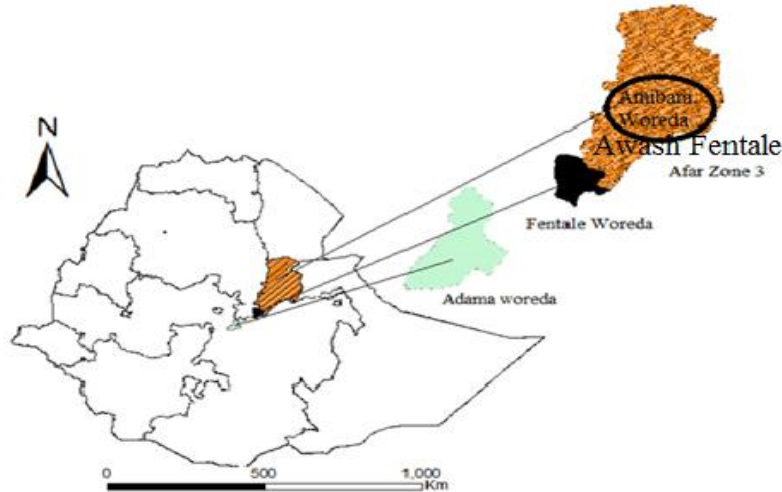 N
Amibara
Woreda
Awash Fentale
Afar Zone 3
Fentale Woreda
Adama woreda
0 500 1,000
Km